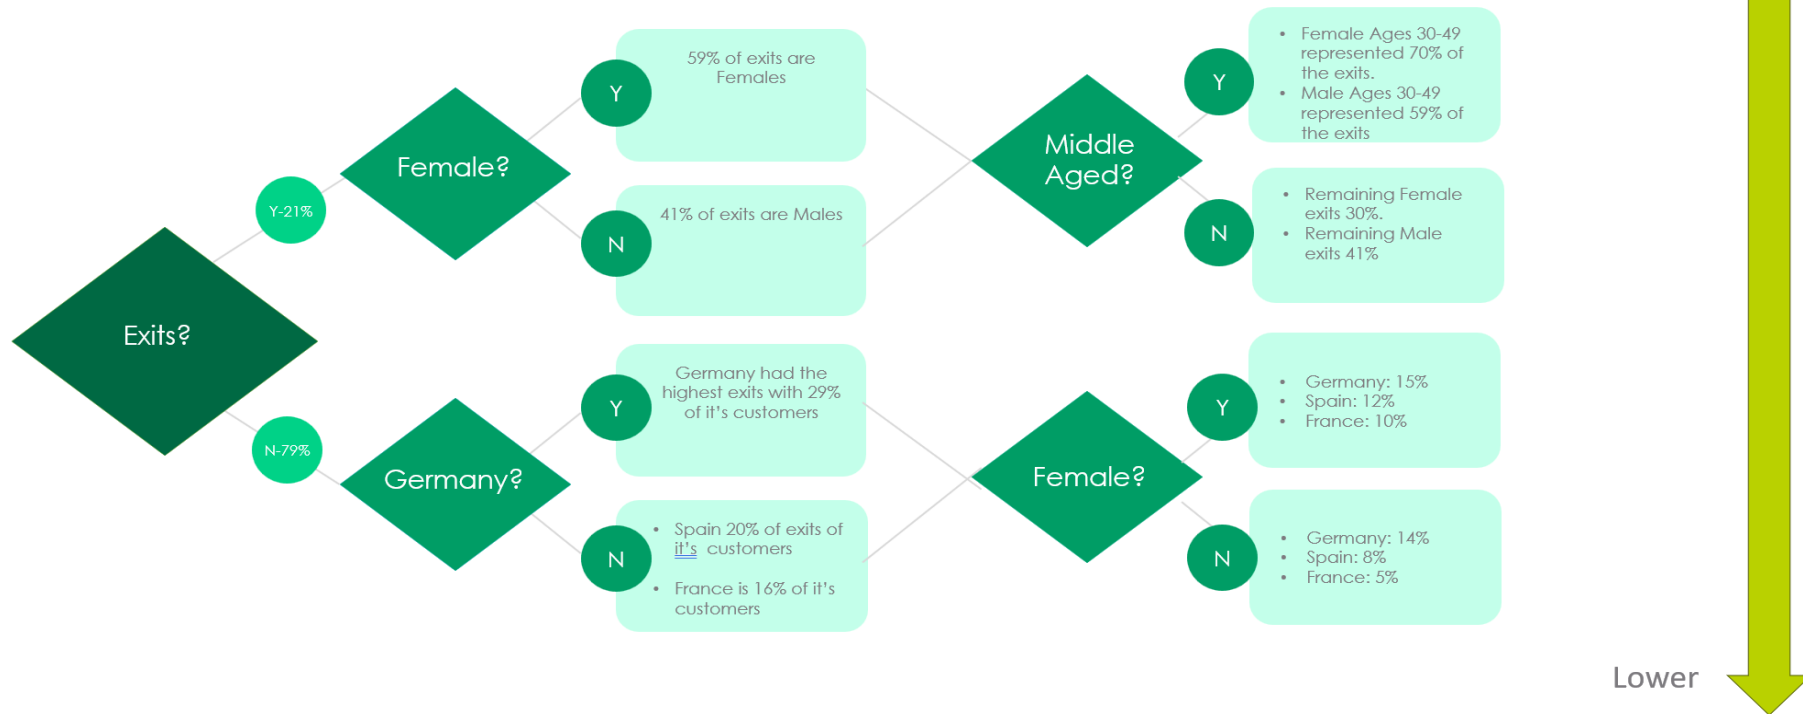 Exits?
Y-21%
N-79%
Female?
Y
59% of exits are
Females
N
41% of exits are Males
Germany?
Y
Germany had the
highest exits with 29%
of it's customers
N
• Spain 20% of exits of
it's customers
• France is 16% of it's
customers
Middle
Aged?
Y
• Female Ages 30-49
represented 70% of
the exits.
• Male Ages 30-49
represented 59% of
the exits
N
• Remaining Female
exits 30%.
• Remaining Male
exits 41%
Female?
Y
• Germany: 15%
• Spain: 12%
• France: 10%
N
• Germany: 14%
• Spain: 8%
• France: 5%
Lower